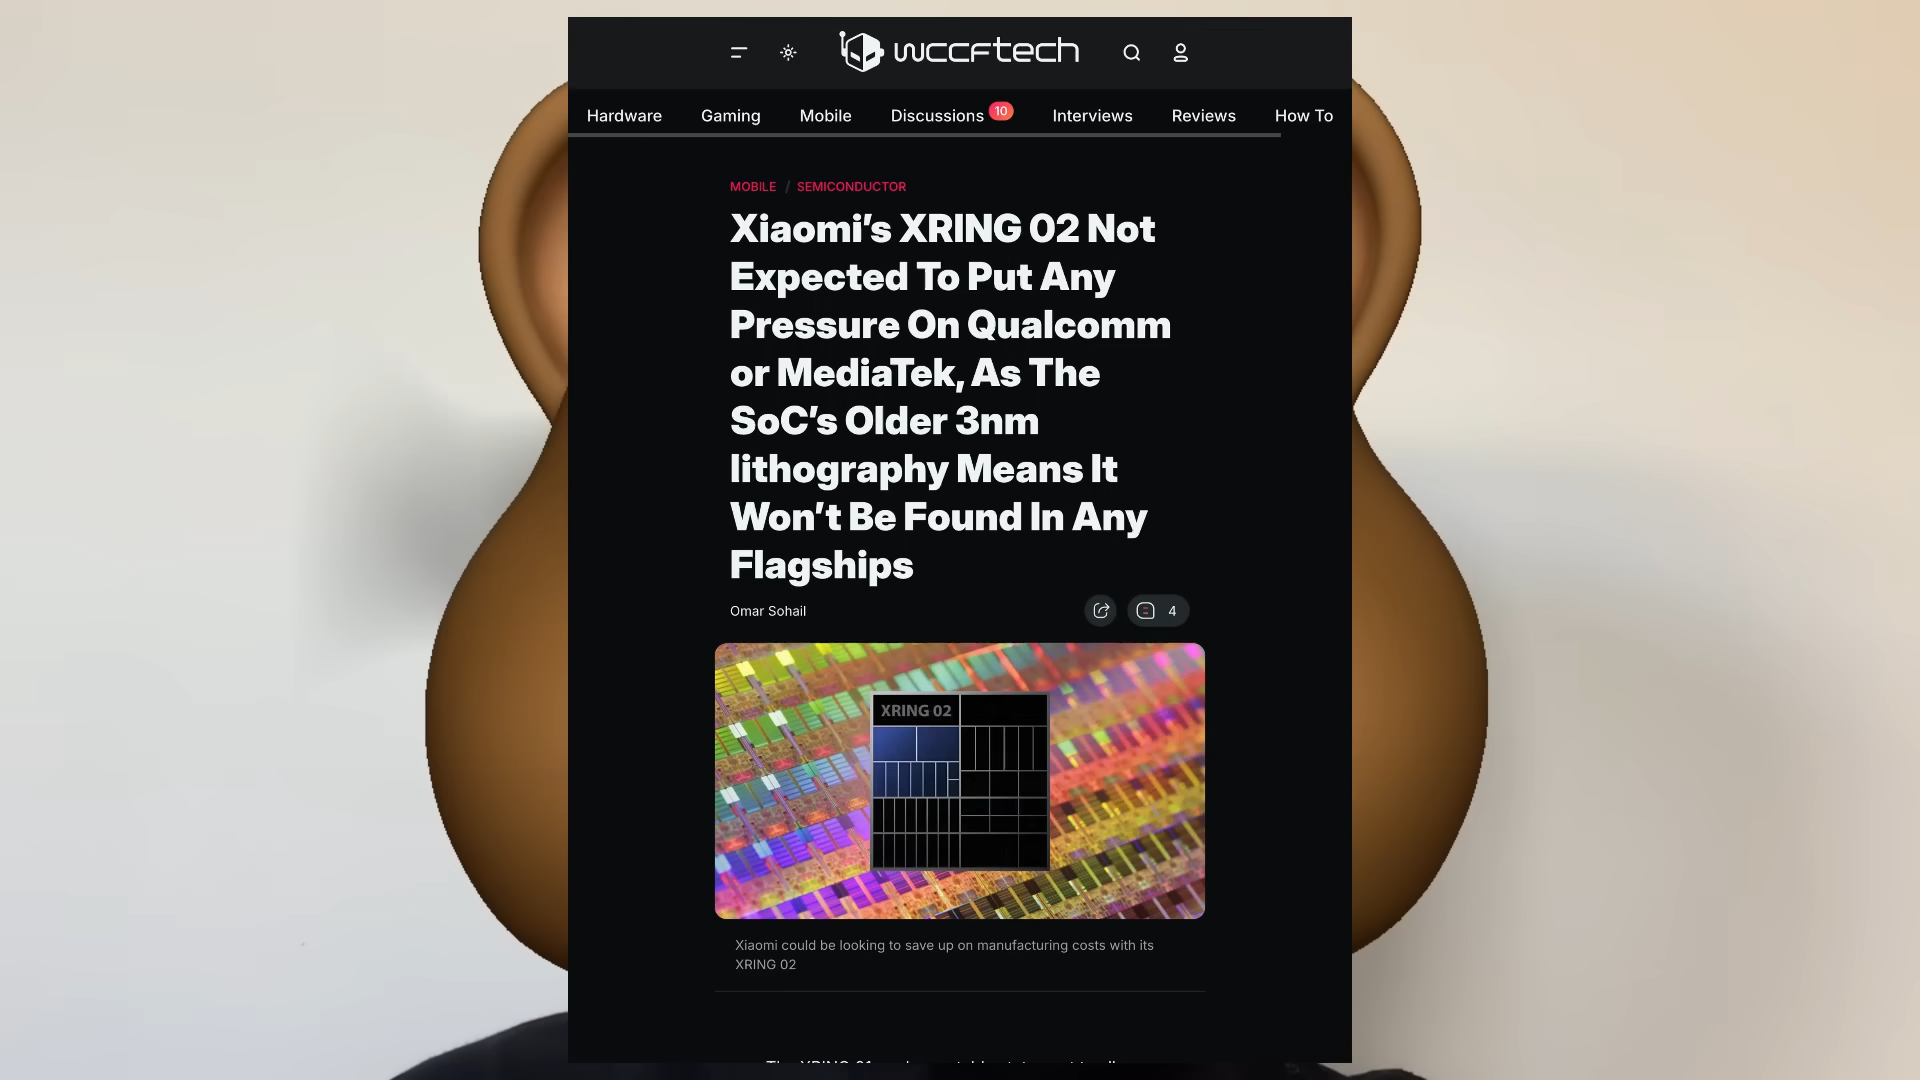 wccftech
Hardware
Gaming
Mobile
Discussions
10
Interviews
Reviews
How To
MOBILE / SEMICONDUCTOR
Xiaomi’s XRING 02 Not
Expected To Put Any
Pressure On Qualcomm
or MediaTek, As The
SoC’s Older 3nm
lithography Means It
Won’t Be Found In Any
Flagships
Omar Sohail
4
XRING 02
Xiaomi could be looking to save up on manufacturing costs with its
XRING 02